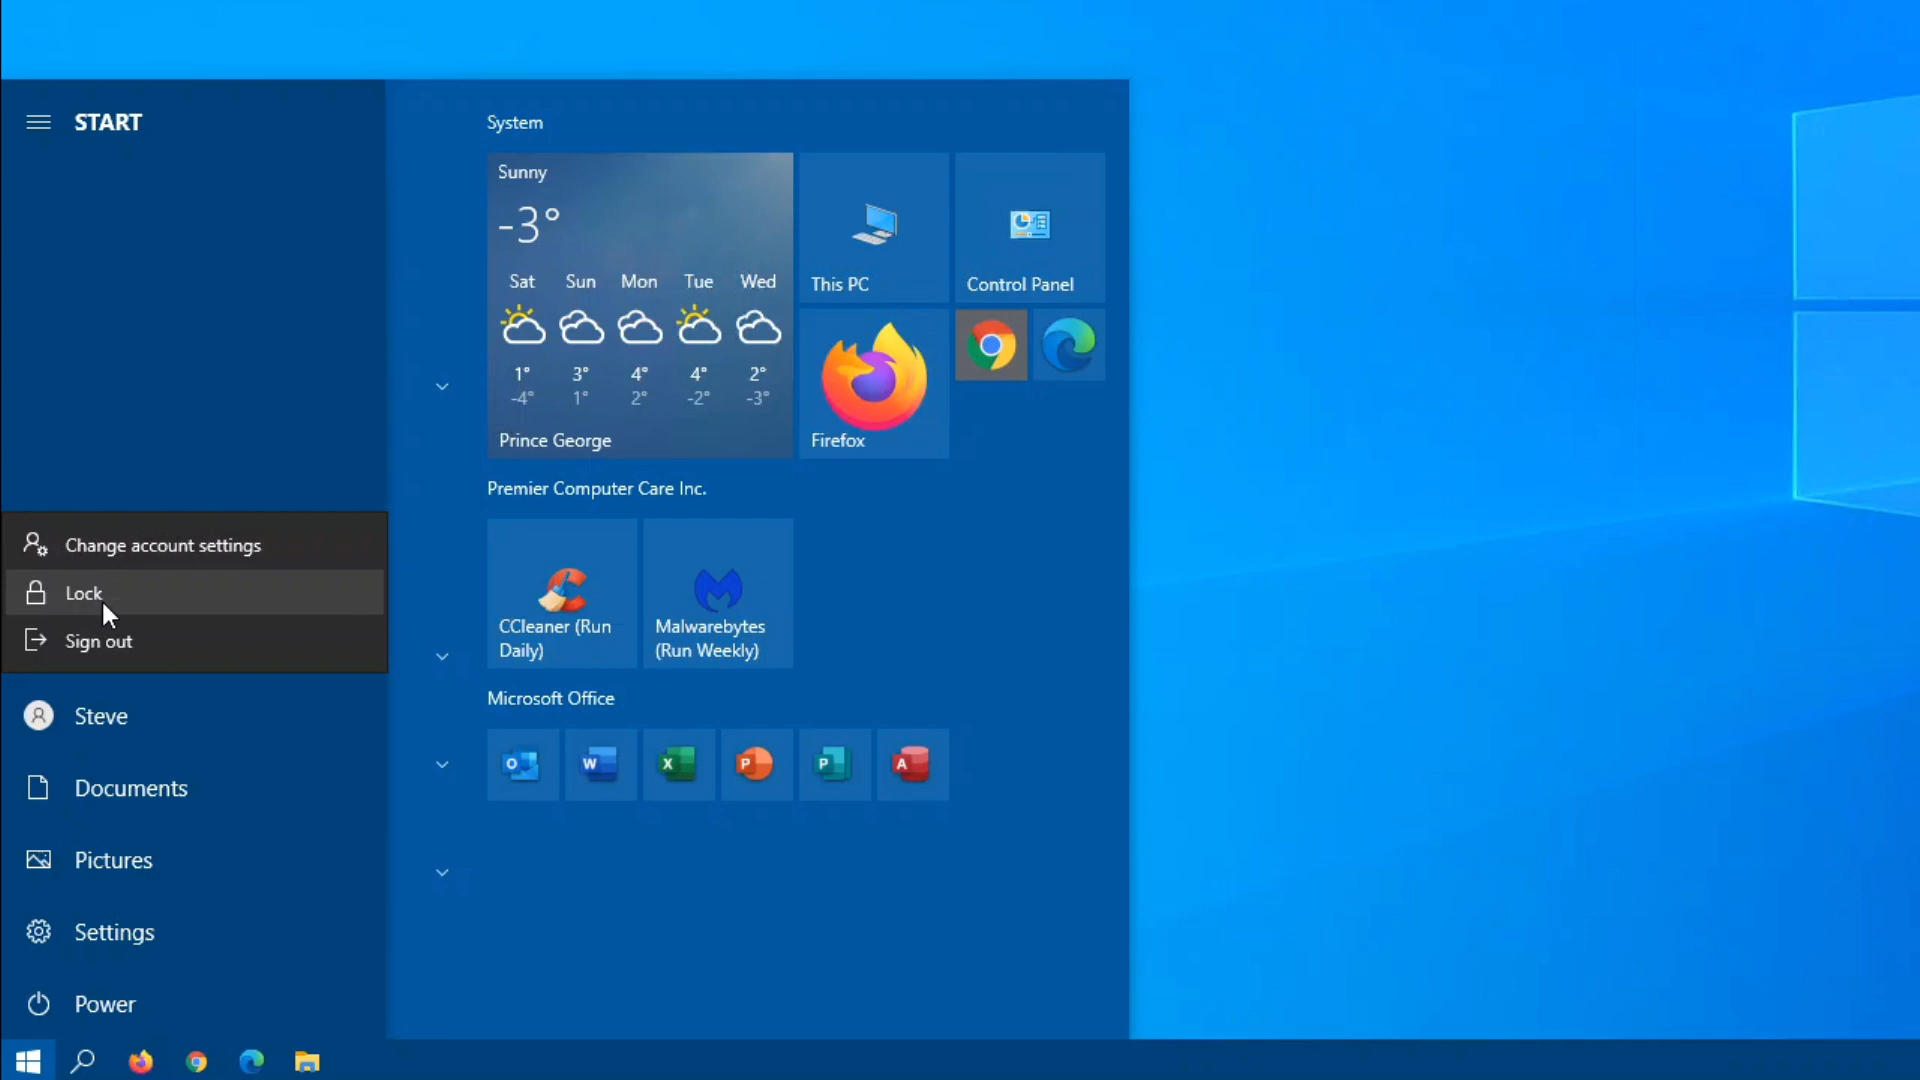 START
Change account settings
Lock
Sign out
Steve
Documents
Pictures
Settings
Power
System
Sunny
-3°
Sat Sun Mon Tue Wed
1° 3° 4° 4° 2°
-4° 1° 2° -2° -3°
Prince George
This PC
Control Panel
Firefox
Premier Computer Care Inc.
CCleaner (Run
Daily)
Malwarebytes
(Run Weekly)
Microsoft Office
O W X P P A